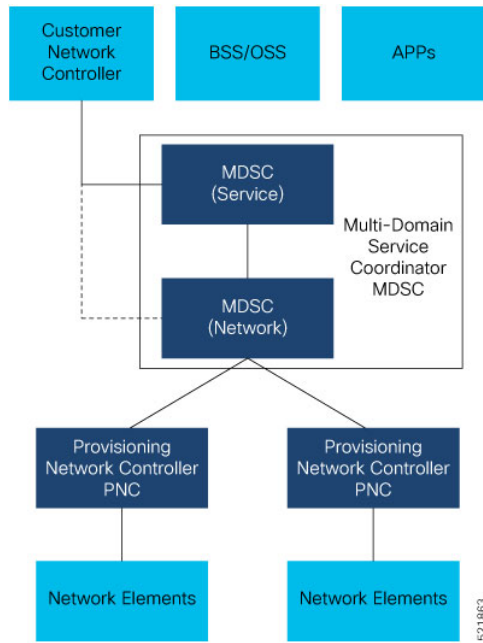 Customer
Network
Controller
BSS/OSS
APPs
MDSC
(Service)
Multi-Domain
Service
Coordinator
MDSC
MDSC
(Network)
Provisioning
Network Controller
PNC
Provisioning
Network Controller
PNC
Network Elements
Network Elements
521863